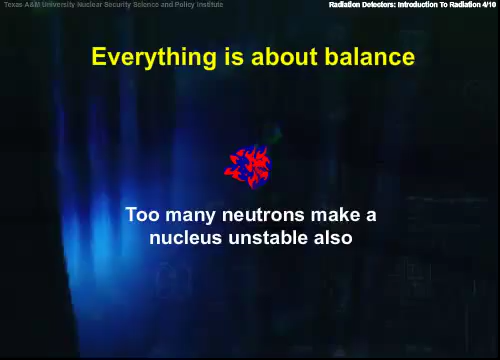 Texas A&M University Nuclear Security Science and Policy Institute
Radiation Detectors: Introduction To Radiation 4/10
Everything is about balance
Too many neutrons make a
nucleus unstable also